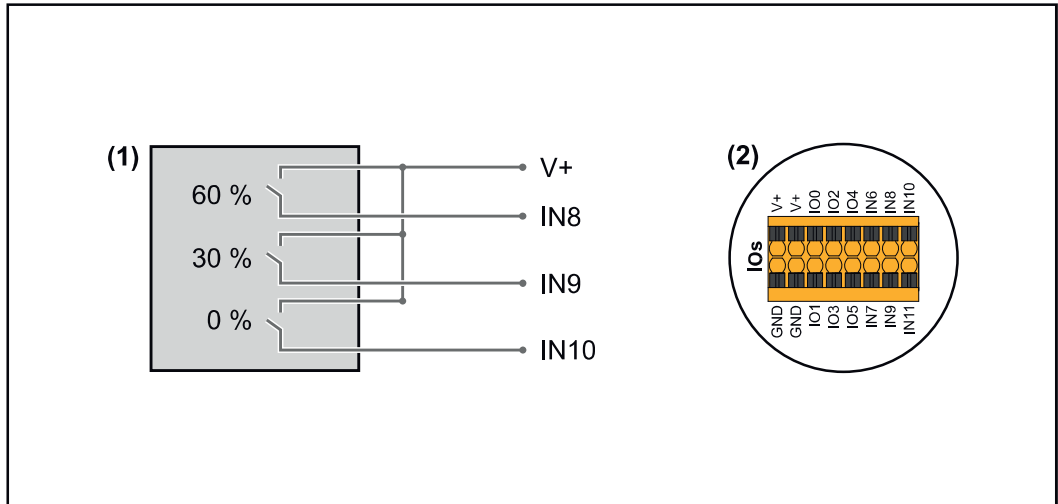 (1)
60 %
30 %
0 %
V+
IN8
IN9
IN10
(2)
IOs
V+
V+
IO0
IO2
IO4
IN6
IN8
IN10
GND
GND
IO1
IO3
IO5
IN7
IN9
IN11